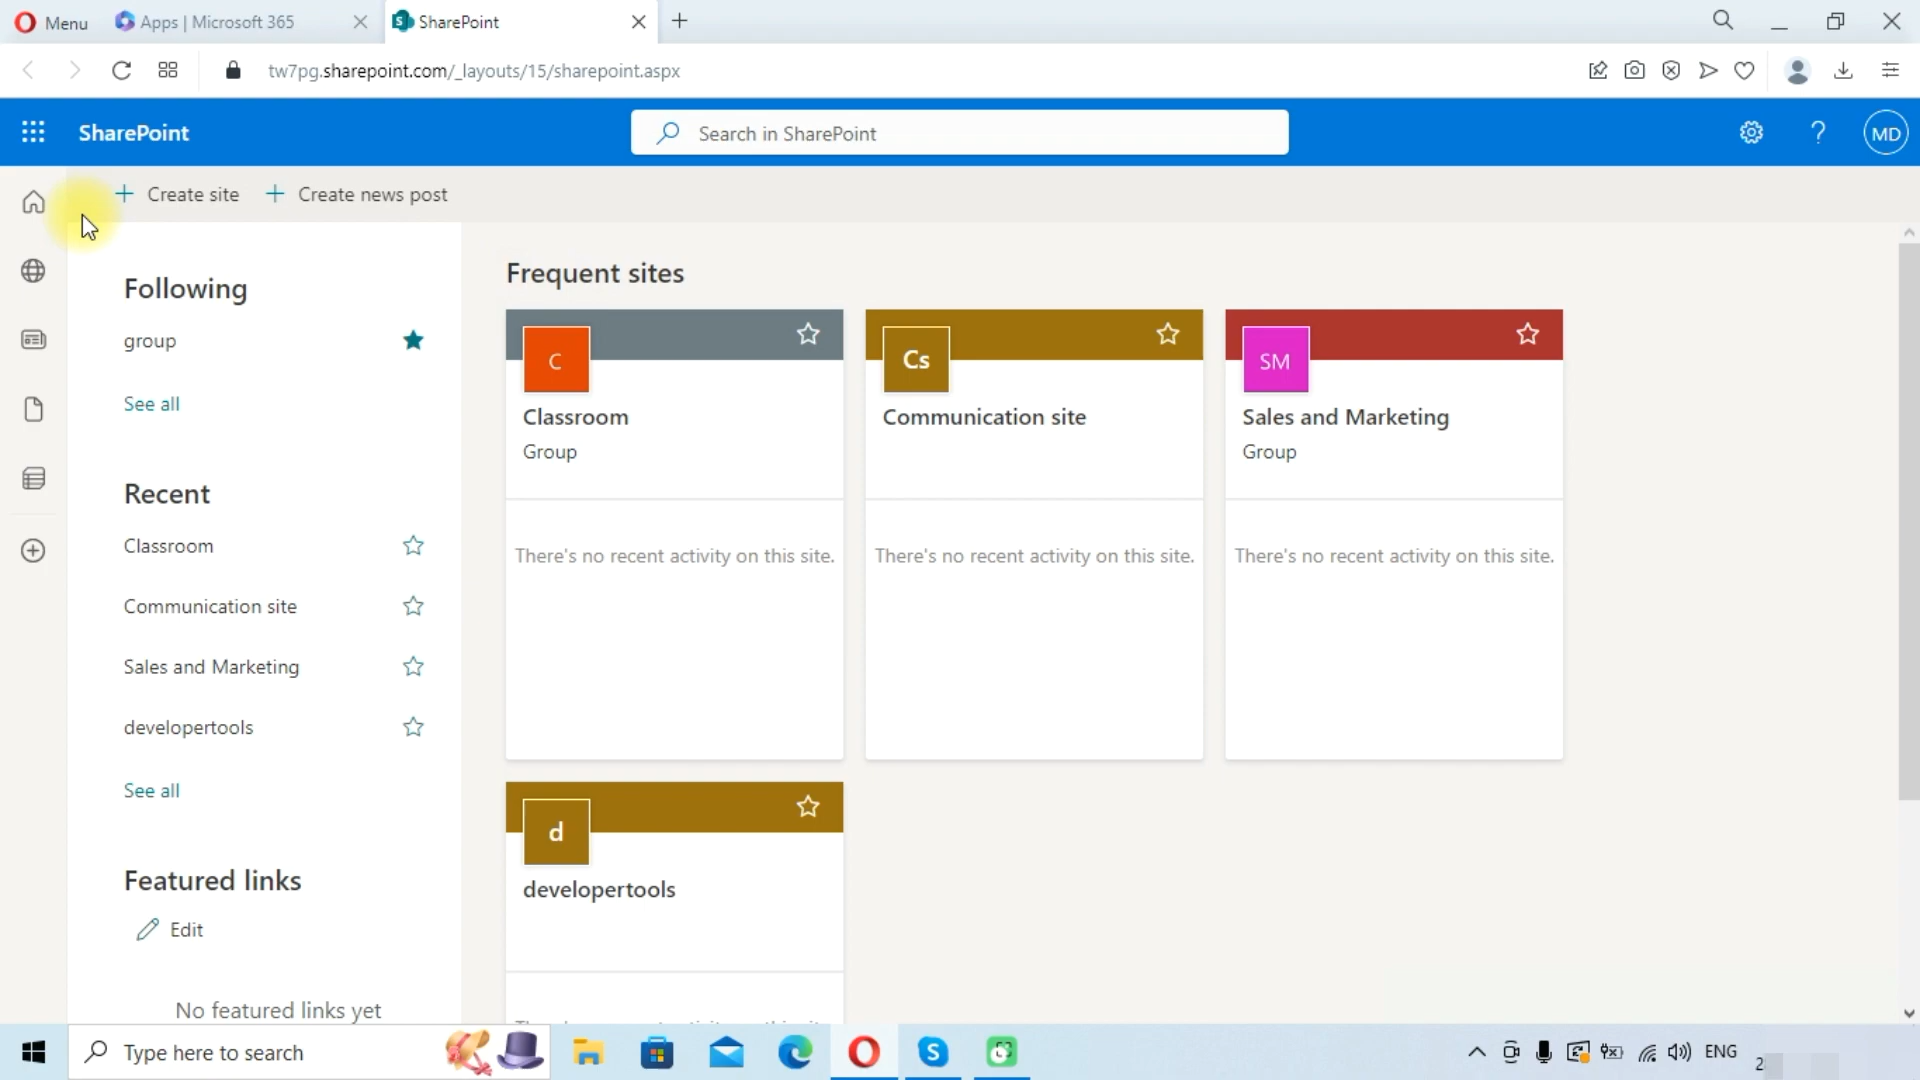 Menu
Apps | Microsoft 365
SharePoint
tw7pg.sharepoint.com/_layouts/15/sharepoint.aspx
SharePoint
Search in SharePoint
MD
Create site
Create news post
Following
group
See all
Recent
Classroom
Communication site
Sales and Marketing
developertools
See all
Featured links
Edit
No featured links yet
Frequent sites
C
Classroom
Group
There's no recent activity on this site.
Cs
Communication site
There's no recent activity on this site.
SM
Sales and Marketing
Group
There's no recent activity on this site.
d
developertools
Type here to search
ENG